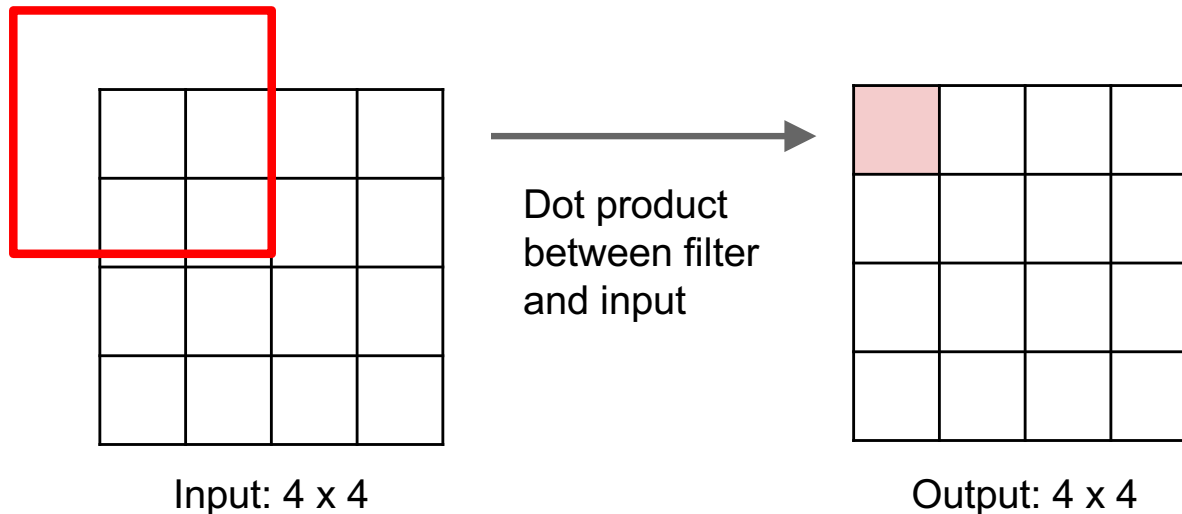 Dot product
between filter
and input
Input: 4 x 4
Output: 4 x 4